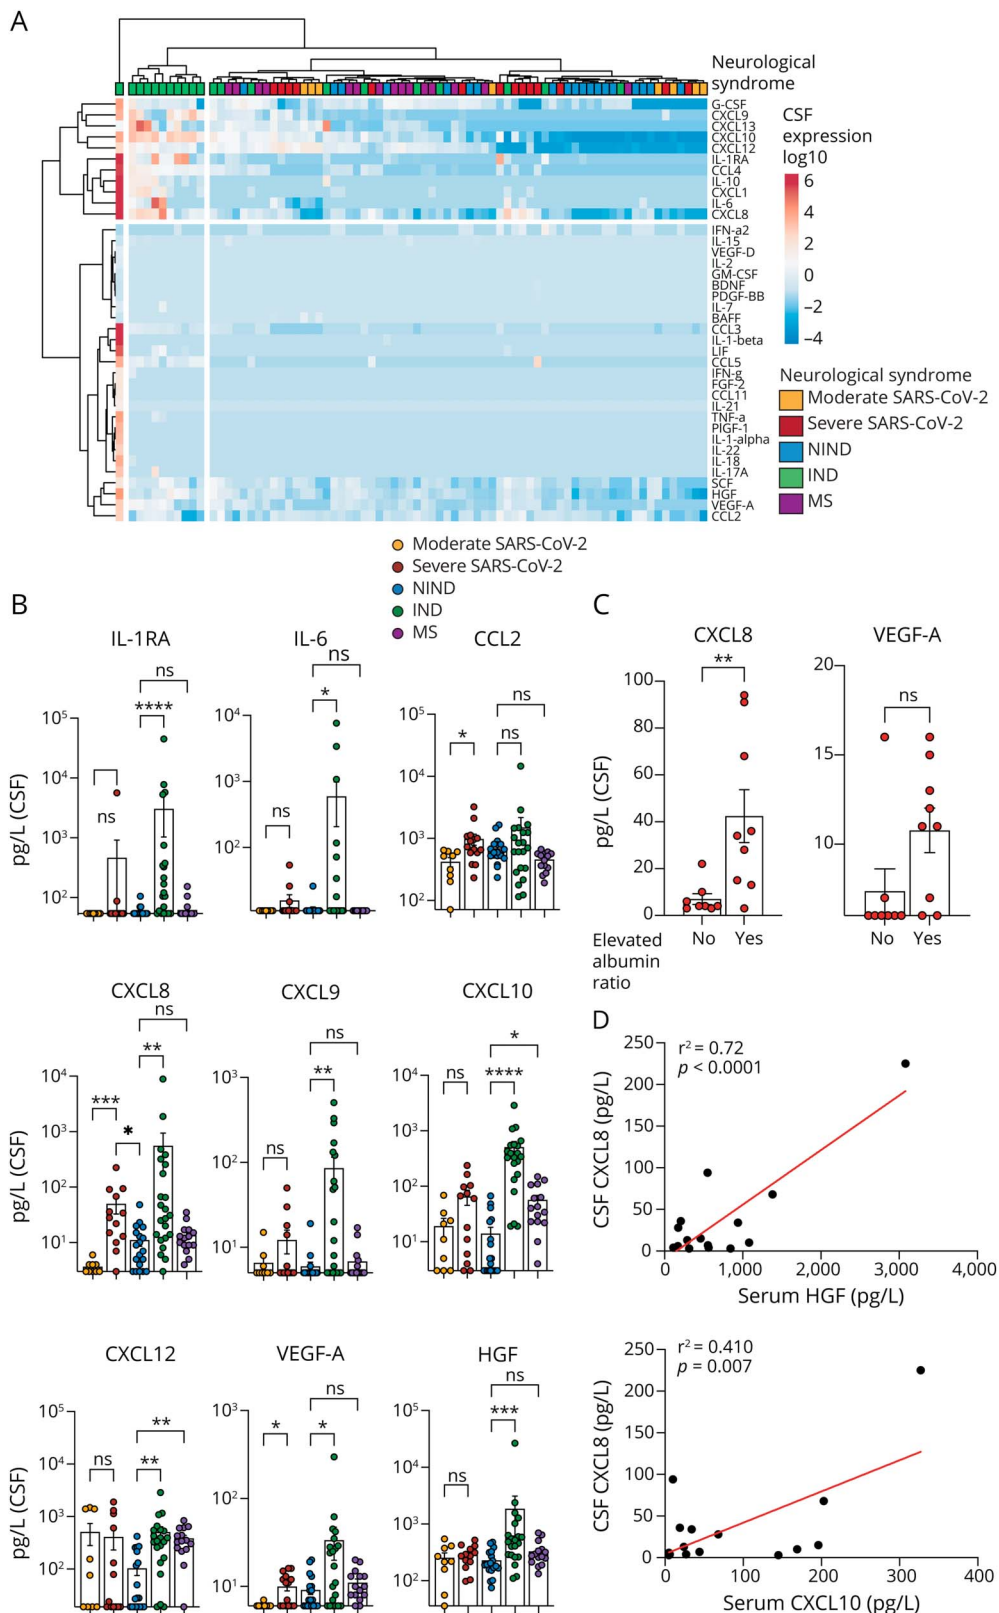 A
Neurological
syndrome
G-CSF
CXCL9
CXCL13
CXCL10
CXCL12
IL-1RA
CCL4
IL-10
CXCL1
IL-6
CXCL8
IFN-a2
IL-15
VEGF-D
IL-2
GM-CSF
BDNF
PDGF-BB
IL-7
BAFF
CCL3
IL-1-beta
LIF
CCL5
IFN-g
FGF-2
CCL11
IL-21
TNF-a
PIGF-1
IL-1-alpha
IL-22
IL-18
IL-17A
SCF
HGF
VEGF-A
CCL2
CSF
expression
log10
6
4
2
0
−2
−4
Neurological syndrome
Moderate SARS-CoV-2
Severe SARS-CoV-2
NIND
IND
MS
Moderate SARS-CoV-2
Severe SARS-CoV-2
NIND
IND
MS
B
IL-1RA
pg/L (CSF)
10⁵
10⁴
10³
10²
ns
****
ns
IL-6
10⁴
10³
10²
ns
*
ns
CCL2
10⁵
10⁴
10³
10²
*
ns
ns
CXCL8
pg/L (CSF)
10⁴
10³
10²
10¹
***
*
**
ns
CXCL9
10³
10²
10¹
ns
**
ns
CXCL10
10⁴
10³
10²
10¹
ns
****
*
CXCL12
pg/L (CSF)
10⁵
10⁴
10³
10²
ns
**
**
VEGF-A
10³
10²
10¹
*
*
ns
HGF
10⁵
10⁴
10³
10²
ns
***
ns
C
CXCL8
pg/L (CSF)
100
80
60
40
20
0
**
No Yes
VEGF-A
20
15
10
ns
No Yes
Elevated
albumin
ratio
D
r² = 0.72
p < 0.0001
CSF CXCL8 (pg/L)
250
200
150
100
50
0
0 1,000 2,000 3,000 4,000
Serum HGF (pg/L)
r² = 0.410
p = 0.007
CSF CXCL8 (pg/L)
250
200
150
100
50
0
0 100 200 300 400
Serum CXCL10 (pg/L)